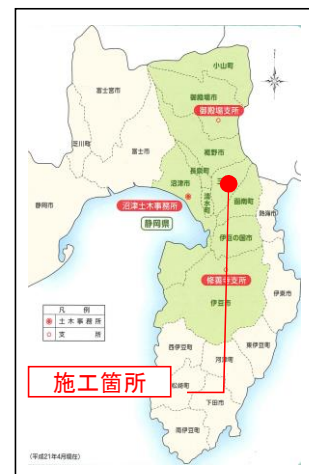 小山町
御殿場市
御殿場支所
富士宮市
裾野市
芝川町
富士市
長泉町
三
沼津市
清水町
函南町
静岡市
沼津土木事務所
熱海市
静岡県
伊豆の国市
修善寺支所
伊東市
伊豆市
凡 例
土木事務所
支 所
西伊豆町
東伊豆町
河津町
施工箇所
松崎町
下田市
南伊豆町
(平成21年4月現在)